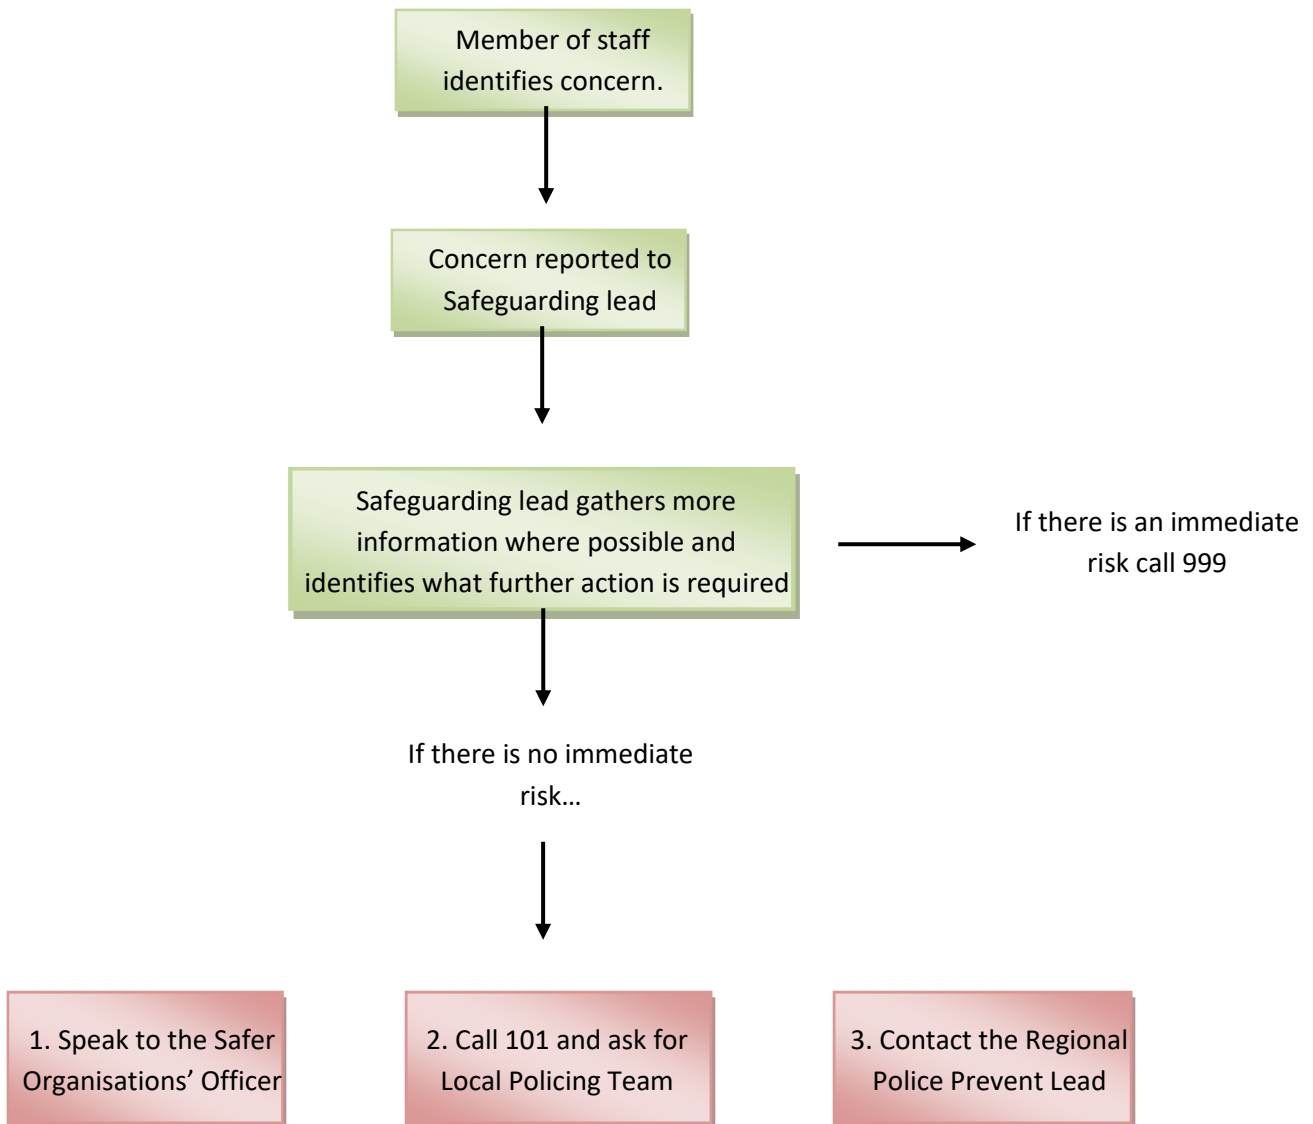 Member of staff
identifies concern.
Concern reported to
Safeguarding lead
Safeguarding lead gathers more
information where possible and
identifies what further action is required
If there is an immediate
risk call 999
If there is no immediate
risk…
1. Speak to the Safer
Organisations’ Officer
2. Call 101 and ask for
Local Policing Team
3. Contact the Regional
Police Prevent Lead